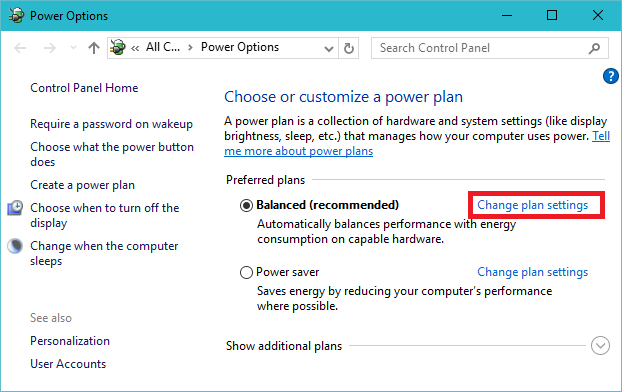 Power Options
« All C... > Power Options
Search Control Panel
?
Control Panel Home
Require a password on wakeup
Choose what the power button
does
Create a power plan
Choose when to turn off the
display
Change when the computer
sleeps
See also
Personalization
User Accounts
Choose or customize a power plan
A power plan is a collection of hardware and system settings (like display
brightness, sleep, etc.) that manages how your computer uses power. Tell
me more about power plans
Preferred plans
Balanced (recommended) Change plan settings
Automatically balances performance with energy
consumption on capable hardware.
Power saver Change plan settings
Saves energy by reducing your computer's performance
where possible.
Show additional plans